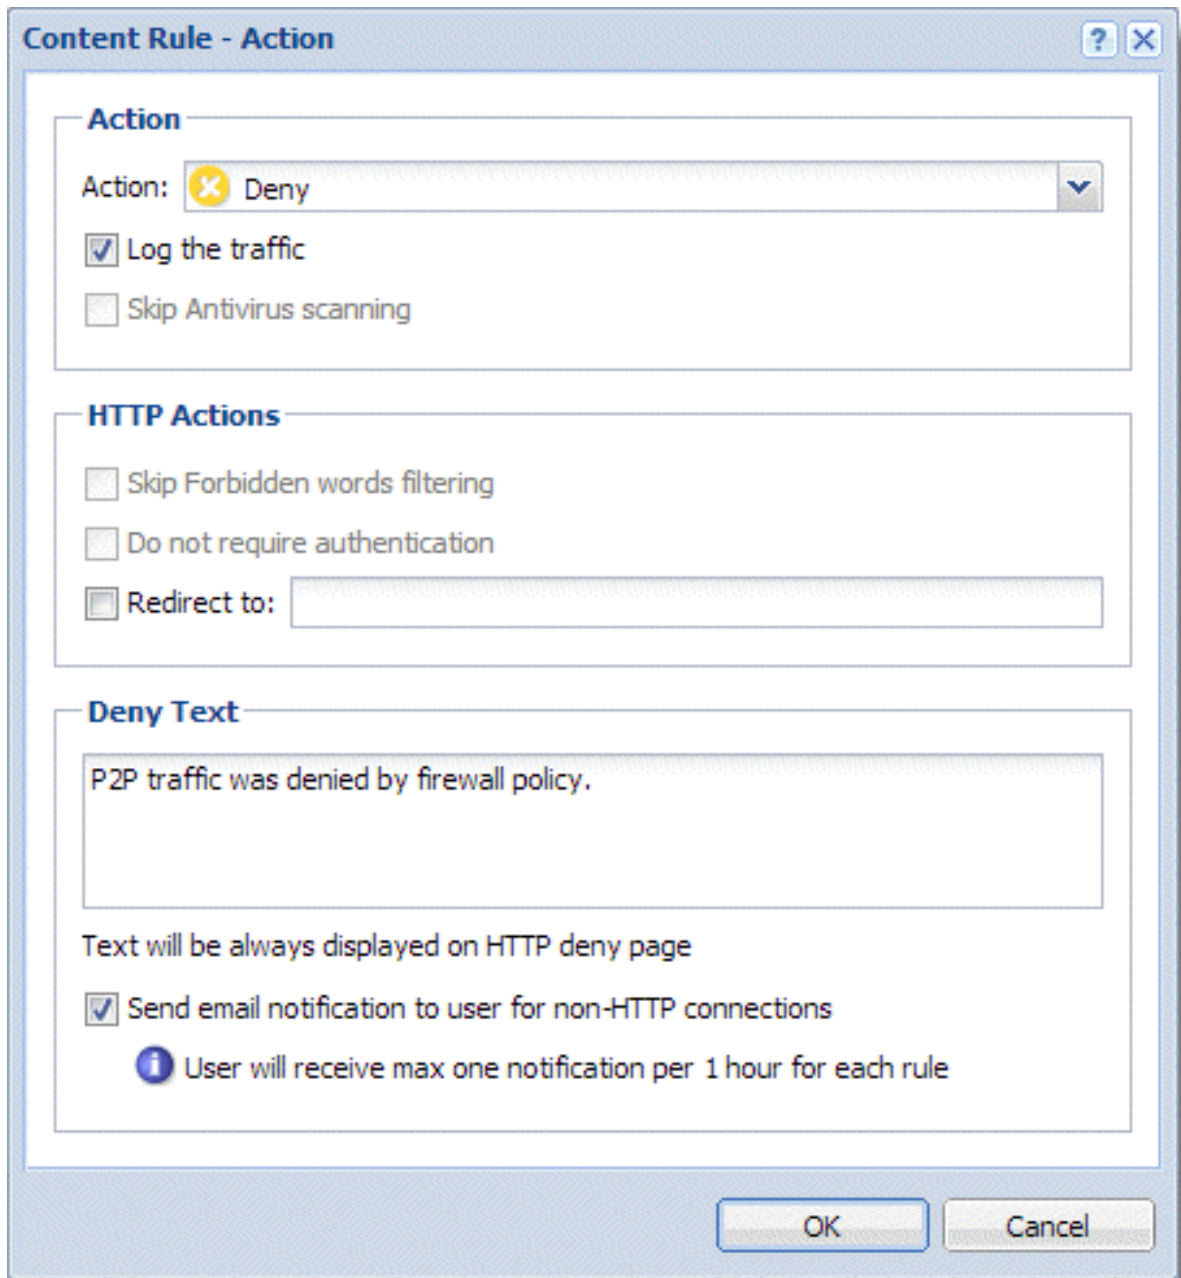 Content Rule - Action
Action
Action: Deny
Log the traffic
Skip Antivirus scanning
HTTP Actions
Skip Forbidden words filtering
Do not require authentication
Redirect to:
Deny Text
P2P traffic was denied by firewall policy.
Text will be always displayed on HTTP deny page
Send email notification to user for non-HTTP connections
User will receive max one notification per 1 hour for each rule
OK Cancel